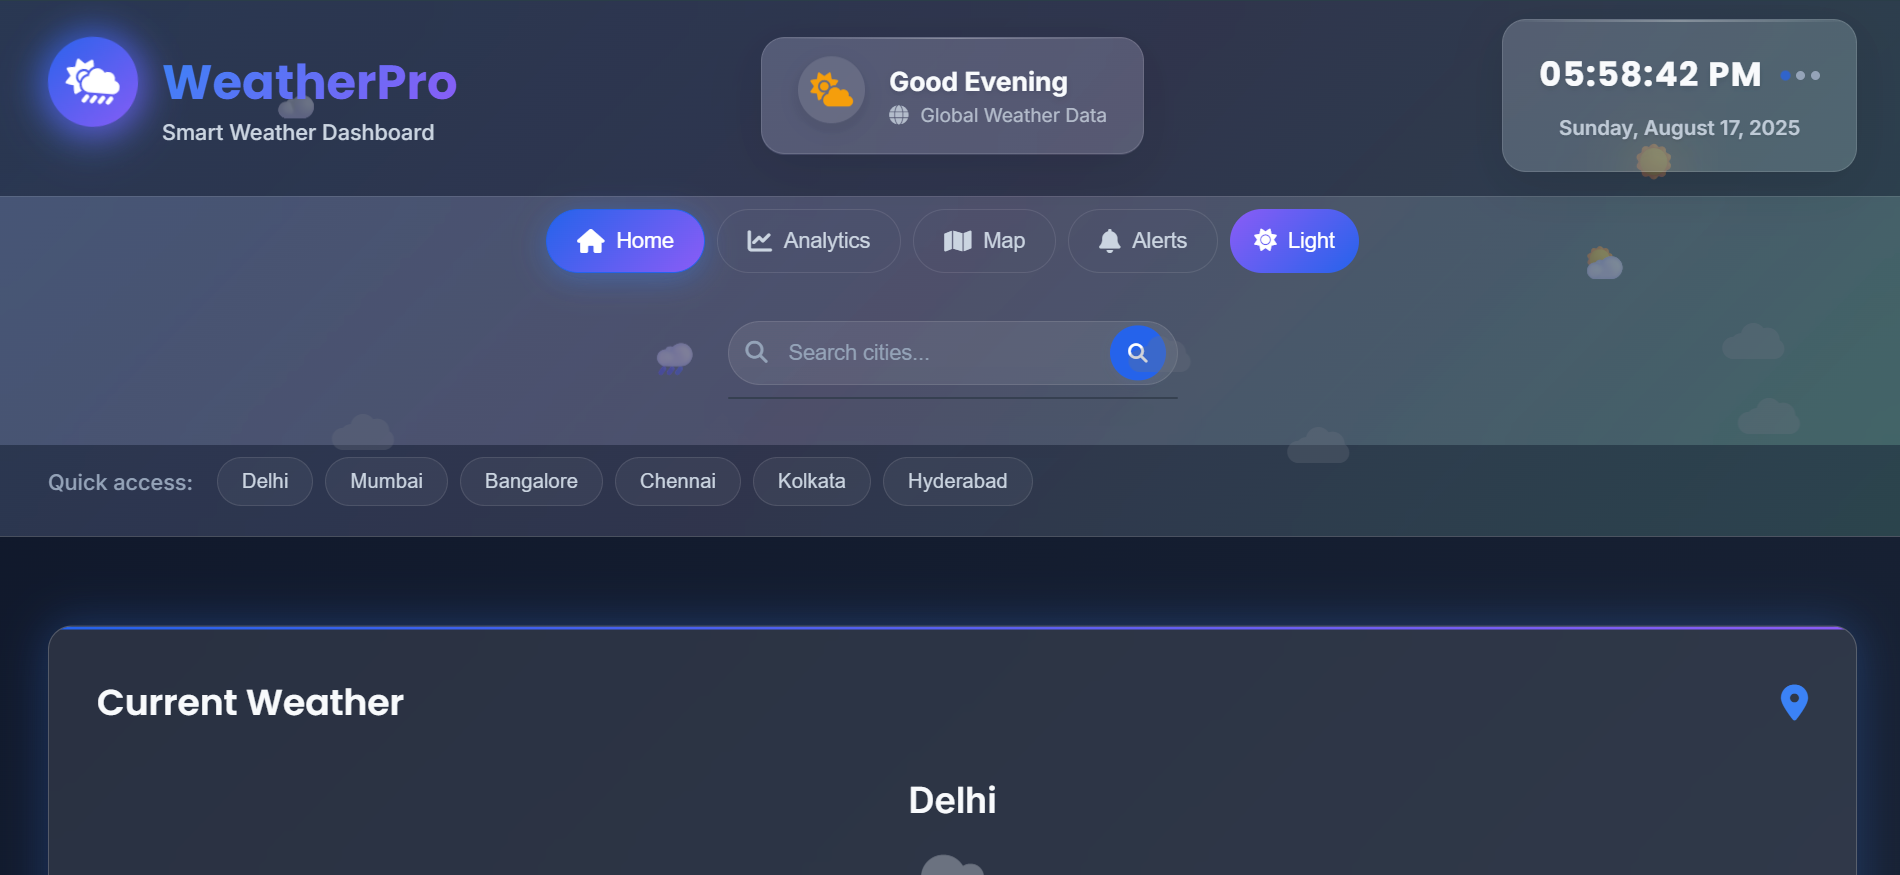 WeatherPro
Smart Weather Dashboard
Good Evening
Global Weather Data
05:58:42 PM
Sunday, August 17, 2025
Home
Analytics
Map
Alerts
Light
Search cities...
Quick access:
Delhi
Mumbai
Bangalore
Chennai
Kolkata
Hyderabad
Current Weather
Delhi